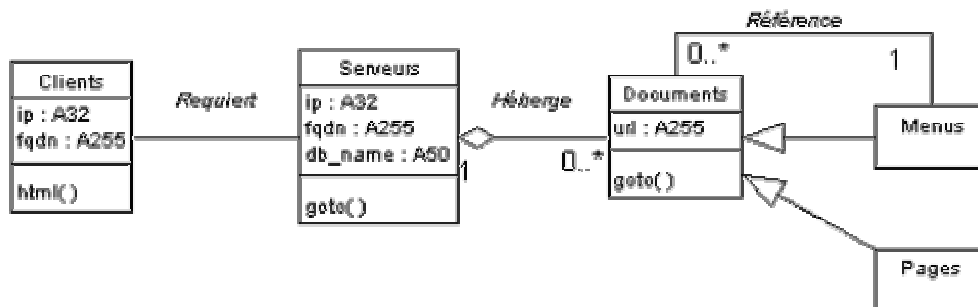 Référence
0..*
1
Clients
ip : A32
fqdn : A255
html()
Requiert
Serveurs
ip : A32
fqdn : A255
db_name : A50
goto()
1
Héberge
0..*
Documents
url : A255
goto()
Menus
Pages